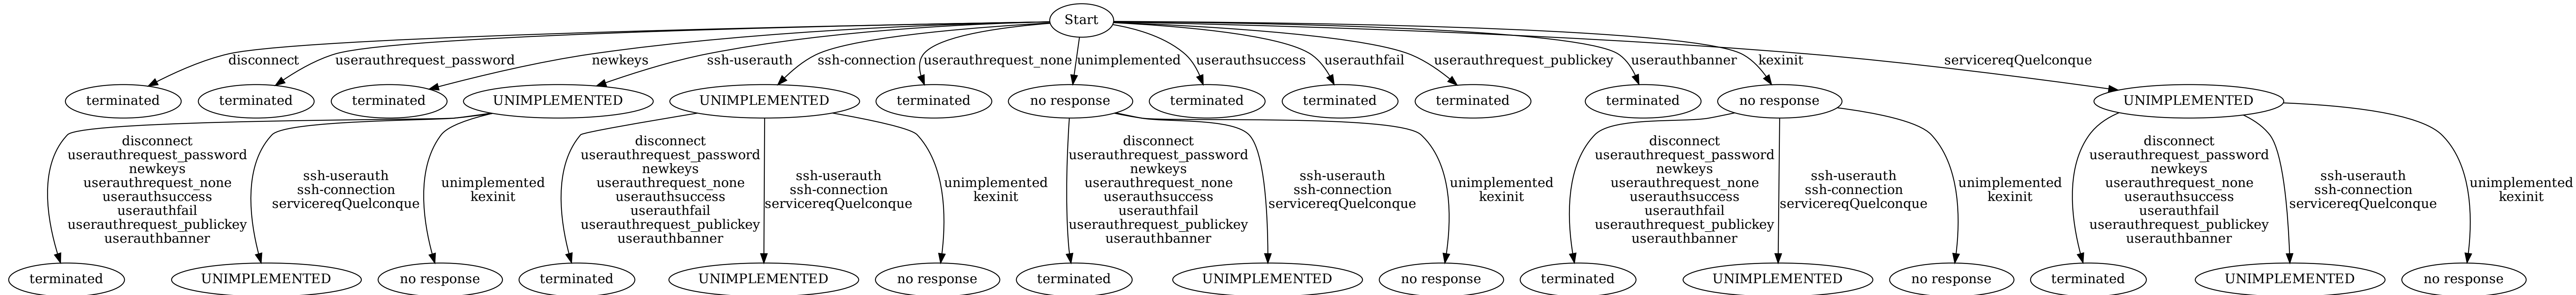 Start
disconnect
userauthrequest_password
newkeys
ssh-userauth
ssh-connection
userauthrequest_none
unimplemented
userauthsuccess
userauthfail
userauthrequest_publickey
userauthbanner
kexinit
servicereqQuelconque
terminated
terminated
terminated
UNIMPLEMENTED
UNIMPLEMENTED
terminated
no response
terminated
terminated
terminated
terminated
no response
UNIMPLEMENTED
disconnect
userauthrequest_password
newkeys
userauthrequest_none
userauthsuccess
userauthfail
userauthrequest_publickey
userauthbanner
ssh-userauth
ssh-connection
servicereqQuelconque
unimplemented
kexinit
disconnect
userauthrequest_password
newkeys
userauthrequest_none
userauthsuccess
userauthfail
userauthrequest_publickey
userauthbanner
ssh-userauth
ssh-connection
servicereqQuelconque
unimplemented
kexinit
disconnect
userauthrequest_password
newkeys
userauthrequest_none
userauthsuccess
userauthfail
userauthrequest_publickey
userauthbanner
ssh-userauth
ssh-connection
servicereqQuelconque
unimplemented
kexinit
disconnect
userauthrequest_password
newkeys
userauthrequest_none
userauthsuccess
userauthfail
userauthrequest_publickey
userauthbanner
ssh-userauth
ssh-connection
servicereqQuelconque
unimplemented
kexinit
disconnect
userauthrequest_password
newkeys
userauthrequest_none
userauthsuccess
userauthfail
userauthrequest_publickey
userauthbanner
ssh-userauth
ssh-connection
servicereqQuelconque
unimplemented
kexinit
terminated
UNIMPLEMENTED
no response
terminated
UNIMPLEMENTED
no response
terminated
UNIMPLEMENTED
no response
terminated
UNIMPLEMENTED
no response
terminated
UNIMPLEMENTED
no response